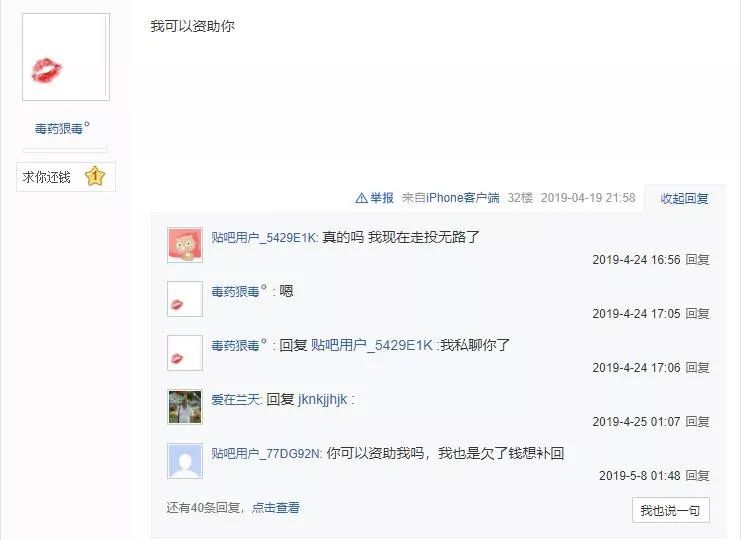 我可以资助你
毒药狠毒°
求你还钱 1
举报 来自iPhone客户端 32楼 2019-04-19 21:58 收起回复
贴吧用户_5429E1K: 真的吗 我现在走投无路了
2019-4-24 16:56 回复
毒药狠毒° : 嗯
2019-4-24 17:05 回复
毒药狠毒° : 回复 贴吧用户_5429E1K :我私聊你了
2019-4-24 17:06 回复
爱在兰天: 回复 jknkjjhjk :
2019-4-25 01:07 回复
贴吧用户_77DG92N: 你可以资助我吗，我也是欠了钱想补回
2019-5-8 01:48 回复
还有40条回复，点击查看
我也说一句